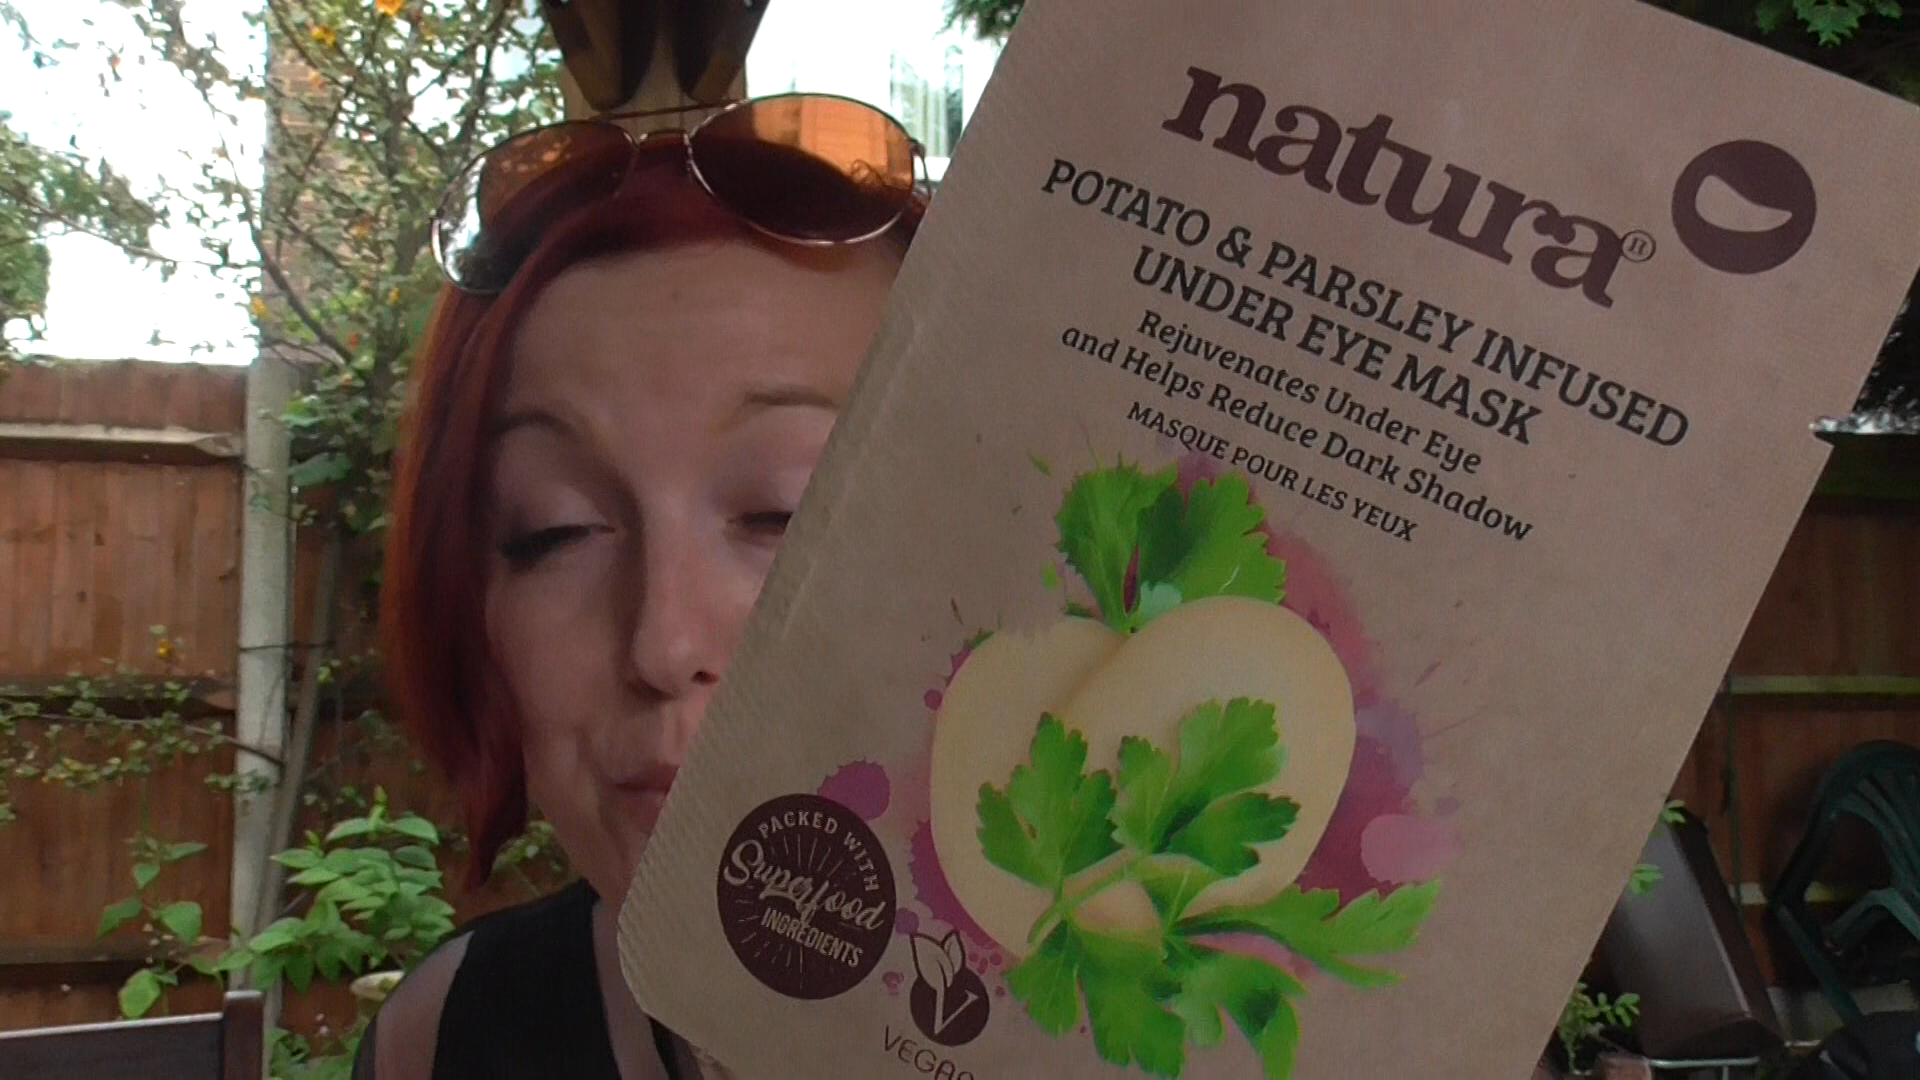 natura®
POTATO & PARSLEY INFUSED
UNDER EYE MASK
Rejuvenates Under Eye
and Helps Reduce Dark Shadow
MASQUE POUR LES YEUX
PACKED WITH
Superfood
INGREDIENTS
V
VEGAN